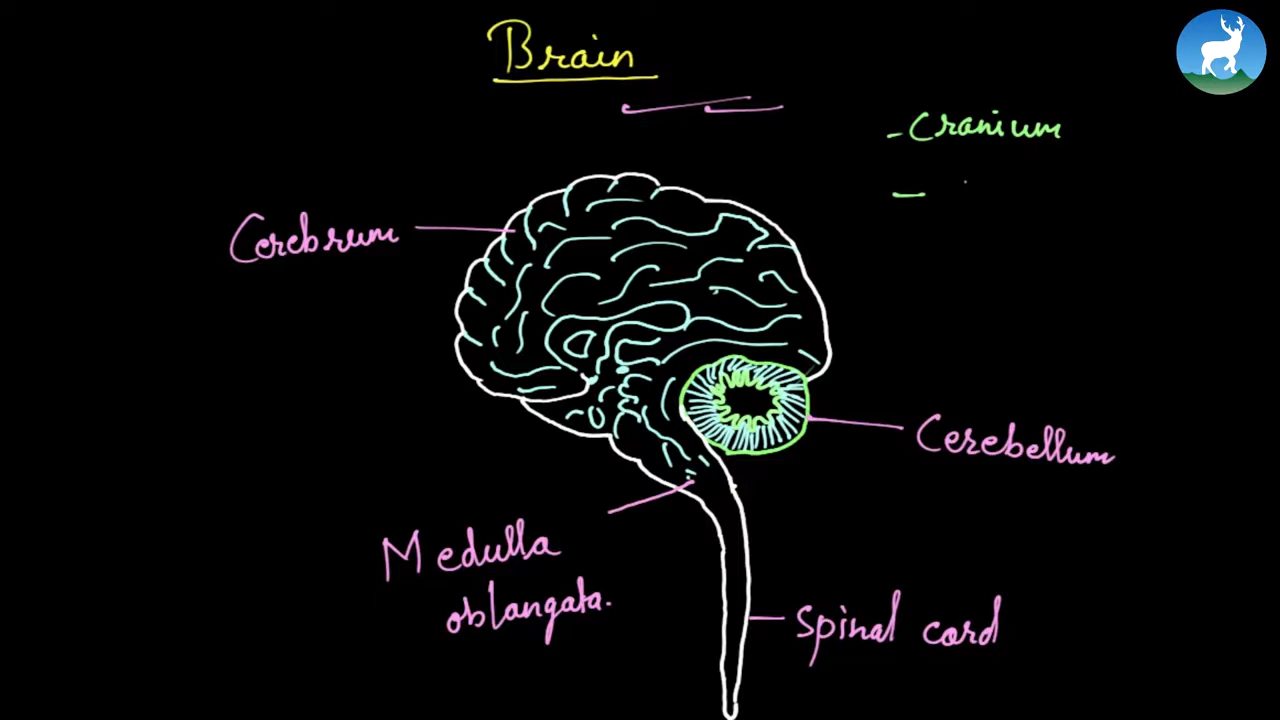 Brain
- Cranium
-
Cerebrum
Cerebellum
Medulla
oblangata.
Spinal cord